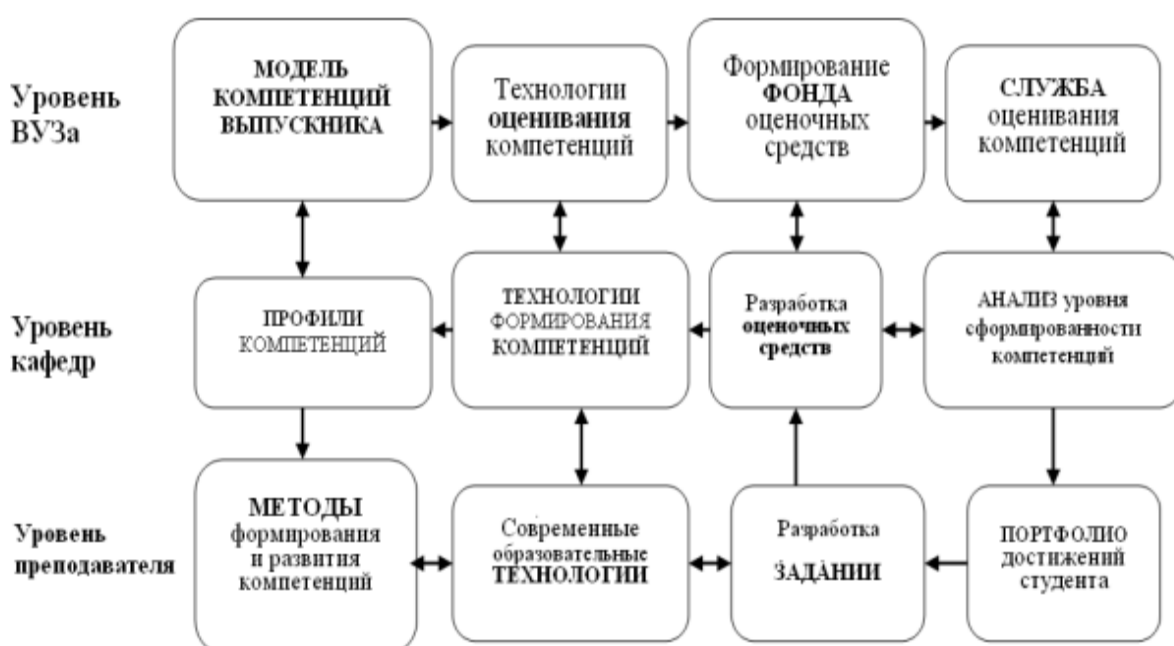 Уровень
ВУЗа
МОДЕЛЬ
КОМПЕТЕНЦИЙ
ВЫПУСКНИКА
Технологии
оценивания
компетенций
Формирование
ФОНДА
оценочных
средств
СЛУЖБА
оценивания
компетенций
Уровень
кафедр
ПРОФИЛИ
КОМПЕТЕНЦИЙ
ТЕХНОЛОГИИ
ФОРМИРОВАНИЯ
КОМПЕТЕНЦИЙ
Разработка
оценочных
средств
АНАЛИЗ уровня
сформированности
компетенций
Уровень
преподавателя
МЕТОДЫ
формирования
и развития
компетенций
Современные
образовательные
ТЕХНОЛОГИИ
Разработка
ЗАДАНИИ
ПОРТФОЛИО
достижений
студента